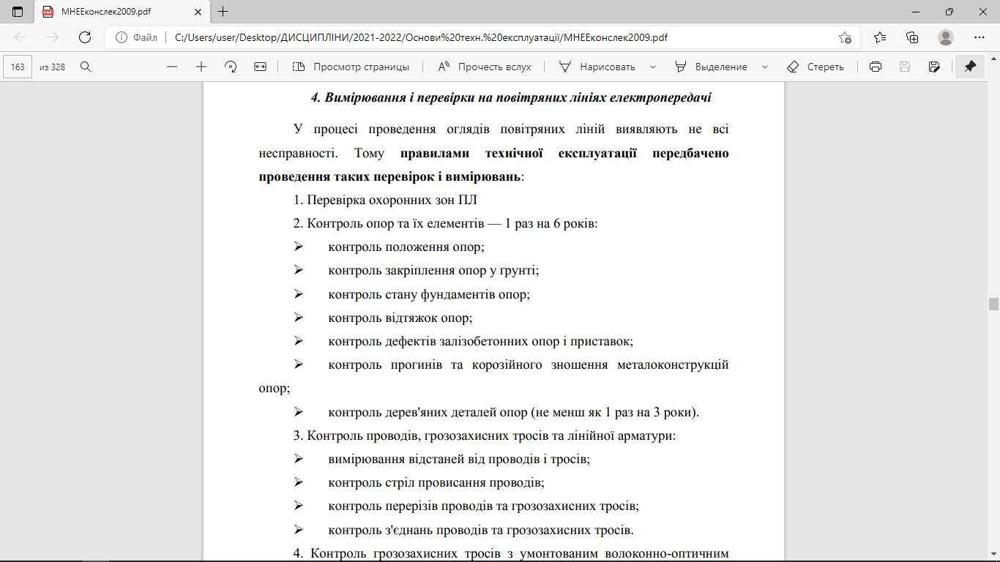 МНЕЕконслек2009.pdf
Файл C:/Users/user/Desktop/ДИСЦИПЛІНИ/2021-2022/Основи%20техн.%20експлуатації/МНЕЕконслек2009.pdf
163 из 328 Просмотр страницы Прочесть вслух Нарисовать Выделение Стереть
4. Вимірювання і перевірки на повітряних лініях електропередачі
У процесі проведення оглядів повітряних ліній виявляють не всі
несправності. Тому правилами технічної експлуатації передбачено
проведення таких перевірок і вимірювань:
1. Перевірка охоронних зон ПЛ
2. Контроль опор та їх елементів — 1 раз на 6 років:
➢ контроль положення опор;
➢ контроль закріплення опор у ґрунті;
➢ контроль стану фундаментів опор;
➢ контроль відтяжок опор;
➢ контроль дефектів залізобетонних опор і приставок;
➢ контроль прогинів та корозійного зношення металоконструкцій
опор;
➢ контроль дерев'яних деталей опор (не менш як 1 раз на 3 роки).
3. Контроль проводів, грозозахисних тросів та лінійної арматури:
➢ вимірювання відстаней від проводів і тросів;
➢ контроль стріл провисання проводів;
➢ контроль перерізів проводів та грозозахисних тросів;
➢ контроль з'єднань проводів та грозозахисних тросів.
4. Контроль грозозахисних тросів з умонтованим волоконно-оптичним